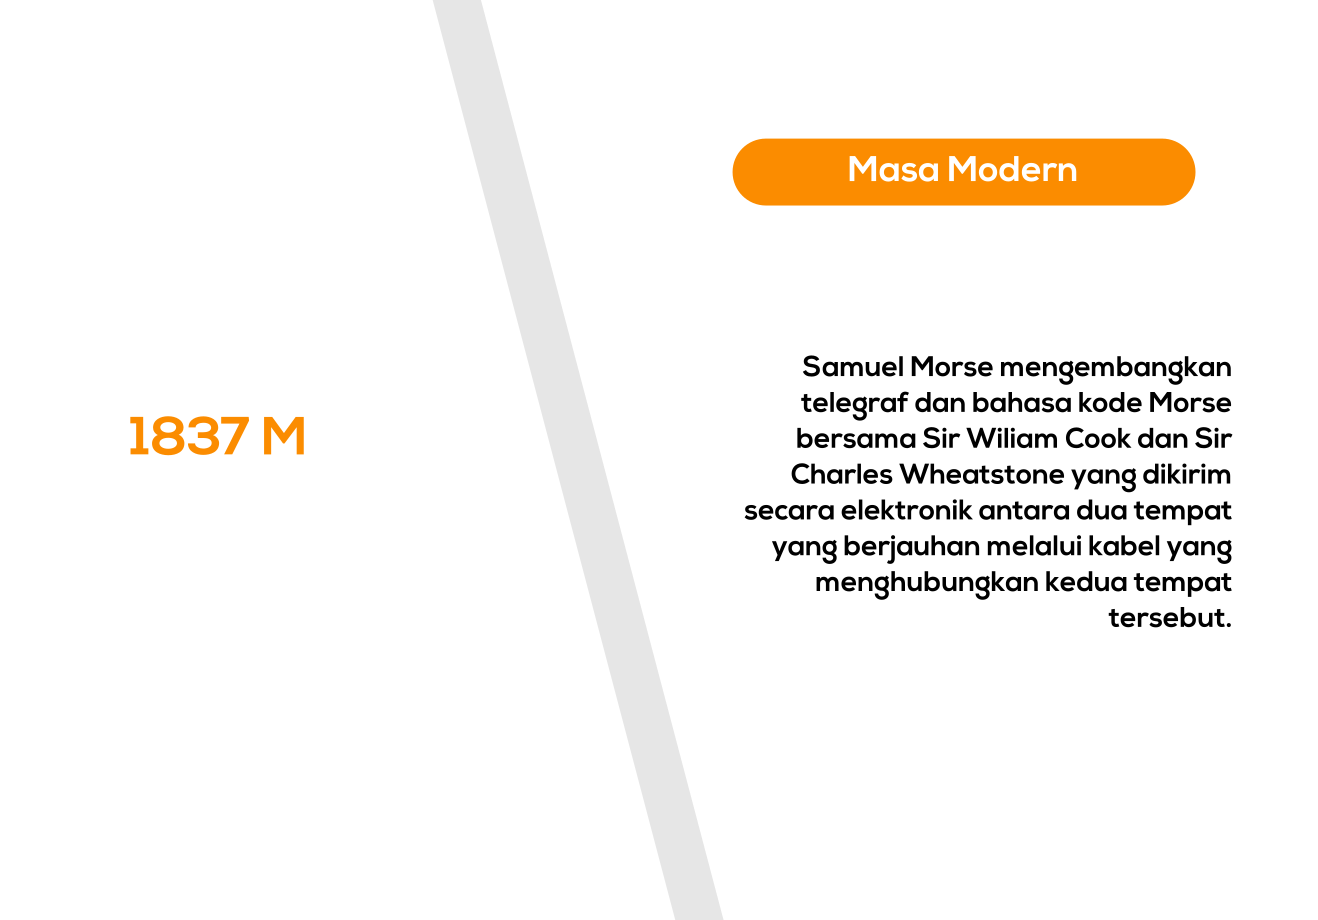 Masa Modern
1837 M
Samuel Morse mengembangkan
telegraf dan bahasa kode Morse
bersama Sir Wiliam Cook dan Sir
Charles Wheatstone yang dikirim
secara elektronik antara dua tempat
yang berjauhan melalui kabel yang
menghubungkan kedua tempat
tersebut.